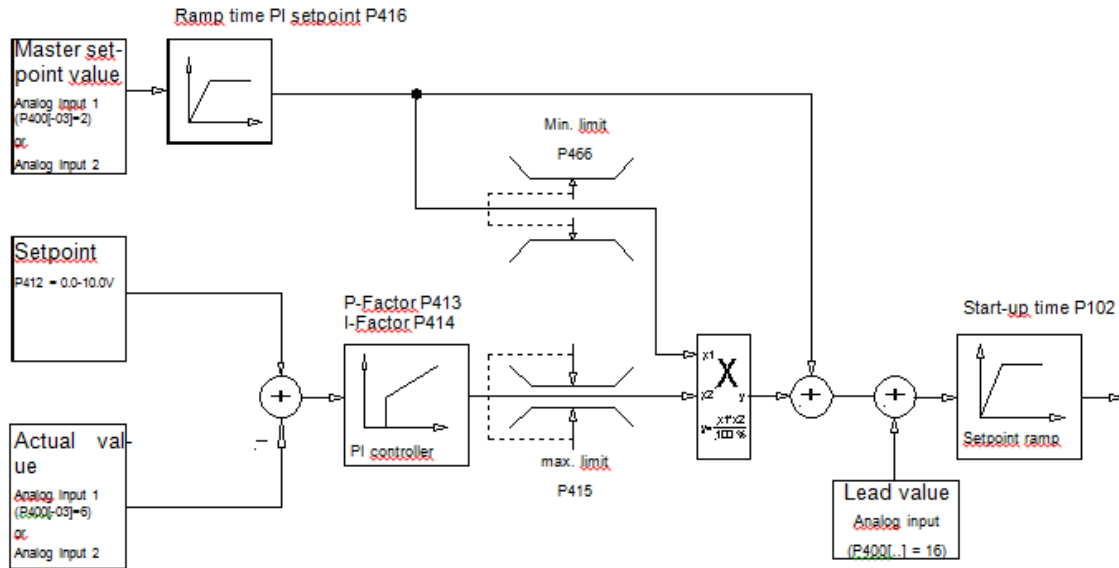 Ramp time PI setpoint P416
Master set-
point value
Analog Input 1
(P400[-03]=2)
or
Analog Input 2
Min. limit
P466
Setpoint
P412 = 0.0-10.0V
P-Factor P413
I-Factor P414
Start-up time P102
x1
X
x2
y
y=x1*x2
100 %
+
+
+
PI controller
Setpoint ramp
−
Actual val-
ue
Analog Input 1
(P400[-03]=6)
or
Analog Input 2
max. limit
P415
Lead value
Analog input
(P400[..] = 16)